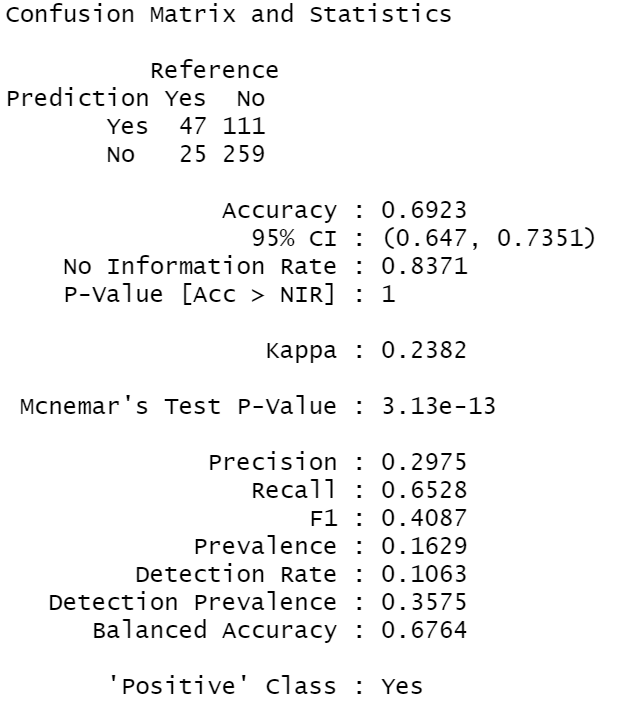 Confusion Matrix and Statistics
Reference
Prediction Yes No
Yes 47 111
No 25 259
Accuracy : 0.6923
95% CI : (0.647, 0.7351)
No Information Rate : 0.8371
P-Value [Acc > NIR] : 1
Kappa : 0.2382
Mcnemar's Test P-Value : 3.13e-13
Precision : 0.2975
Recall : 0.6528
F1 : 0.4087
Prevalence : 0.1629
Detection Rate : 0.1063
Detection Prevalence : 0.3575
Balanced Accuracy : 0.6764
'Positive' Class : Yes